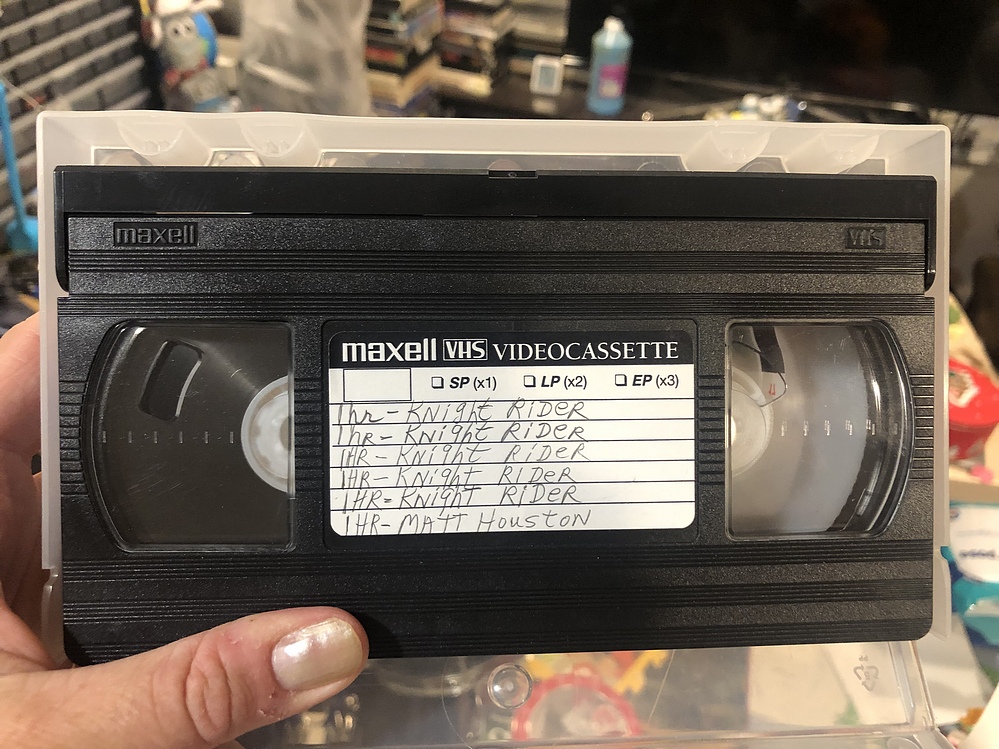 maxell
VHS
maxell VHS VIDEOCASSETTE
SP (x1) LP (x2) EP (x3)
1hr - KNighT RiDeR
1HR - KNighT RiDeR
1HR - KNighT RiDeR
1HR - KNighT RIDeR
1HR - KNighT RiDeR
1HR - MATT HousToN